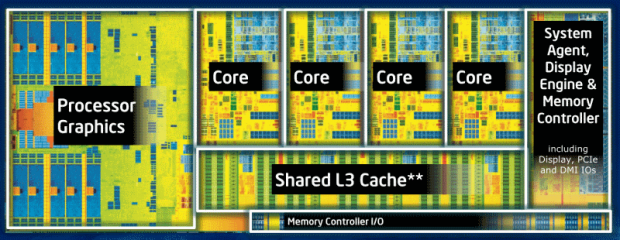 Processor
Graphics
Core
Core
Core
Core
System
Agent,
Display
Engine &
Memory
Controller
including
Display, PCIe
and DMI IOs
Shared L3 Cache**
Memory Controller I/O